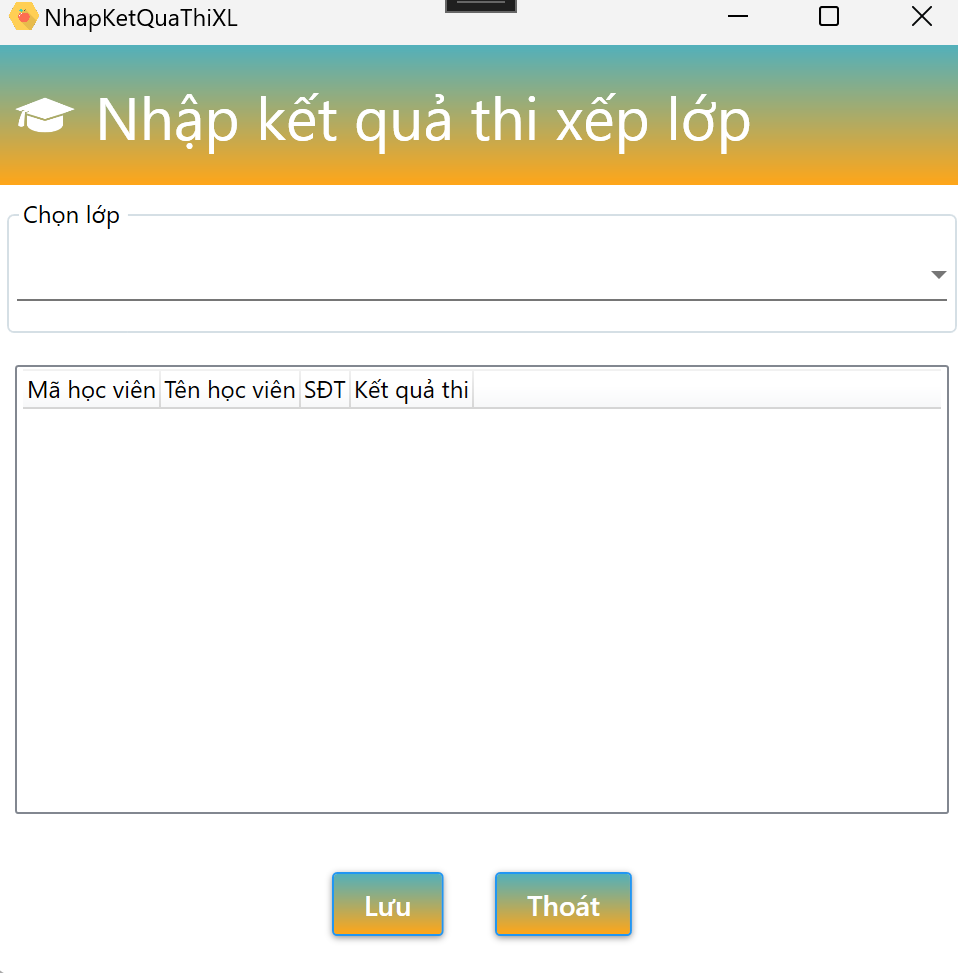 NhapKetQuaThiXL
Nhập kết quả thi xếp lớp
Chọn lớp
Mã học viên Tên học viên SĐT Kết quả thi
Lưu Thoát